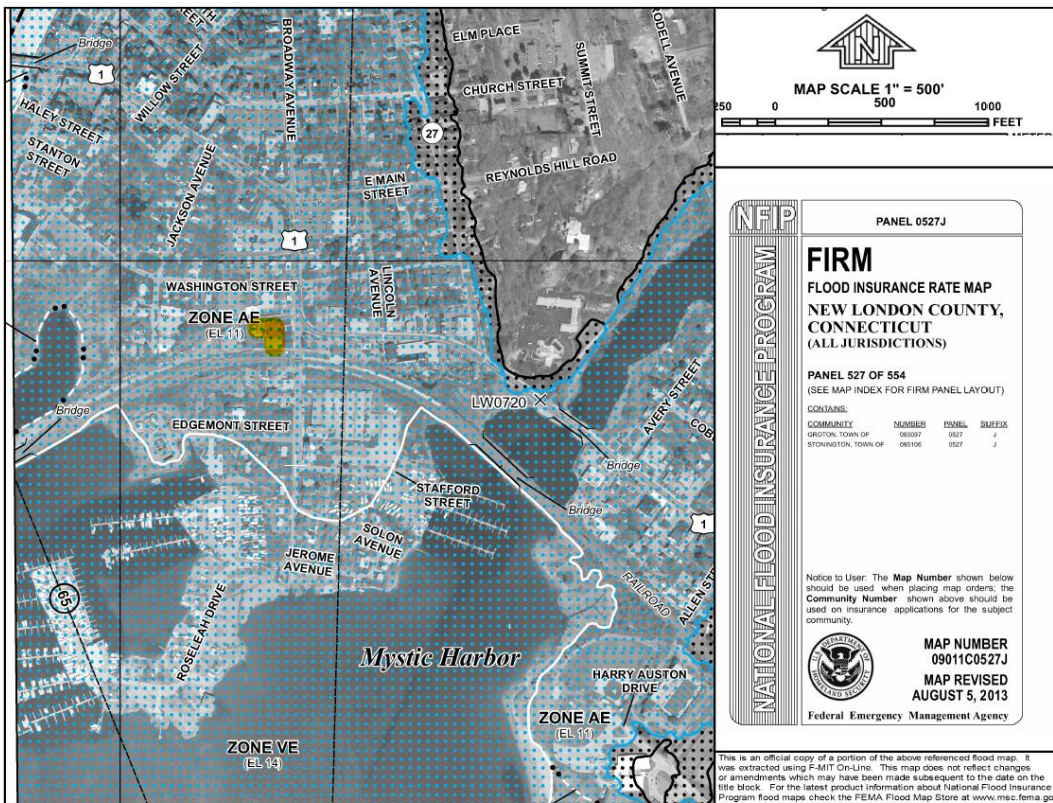 ELM PLACE
RODELL AVENUE
BROADWAY AVENUE
SUMMIT STREET
Bridge
1
WILLOW STREET
CHURCH STREET
HALEY STREET
STANTON STREET
27
REYNOLDS HILL ROAD
JACKSON AVENUE
E MAIN STREET
1
WASHINGTON STREET
LINCOLN AVENUE
ZONE AE
(EL 11)
LW0720
AVERY STREET
Bridge
EDGEMONT STREET
Bridge
STAFFORD STREET
Bridge
1
SOLON AVENUE
JEROME AVENUE
RAILROAD
65
ROSELEAH DRIVE
Mystic Harbor
HARRY AUSTON DRIVE
ZONE AE
(EL 11)
ZONE VE
(EL 14)
N
MAP SCALE 1" = 500'
0
500
1000
FEET
NFIP
NATIONAL FLOOD INSURANCE PROGRAM
PANEL 0527J
FIRM
FLOOD INSURANCE RATE MAP
NEW LONDON COUNTY,
CONNECTICUT
(ALL JURISDICTIONS)
PANEL 527 OF 554
(SEE MAP INDEX FOR FIRM PANEL LAYOUT)
CONTAINS:
COMMUNITY NUMBER PANEL SUFFIX
GROTON, TOWN OF 090097 0527 J
STONINGTON, TOWN OF 090106 0527 J
Notice to User: The Map Number shown below
should be used when placing map orders; the
Community Number shown above should be
used on insurance applications for the subject
community.
MAP NUMBER
09011C0527J
MAP REVISED
AUGUST 5, 2013
Federal Emergency Management Agency
This is an official copy of a portion of the above referenced flood map. It
was extracted using F-MIT On-Line. This map does not reflect changes
or amendments which may have been made subsequent to the date on the
title block. For the latest product information about National Flood Insurance
Program flood maps check the FEMA Flood Map Store at www.msc.fema.go